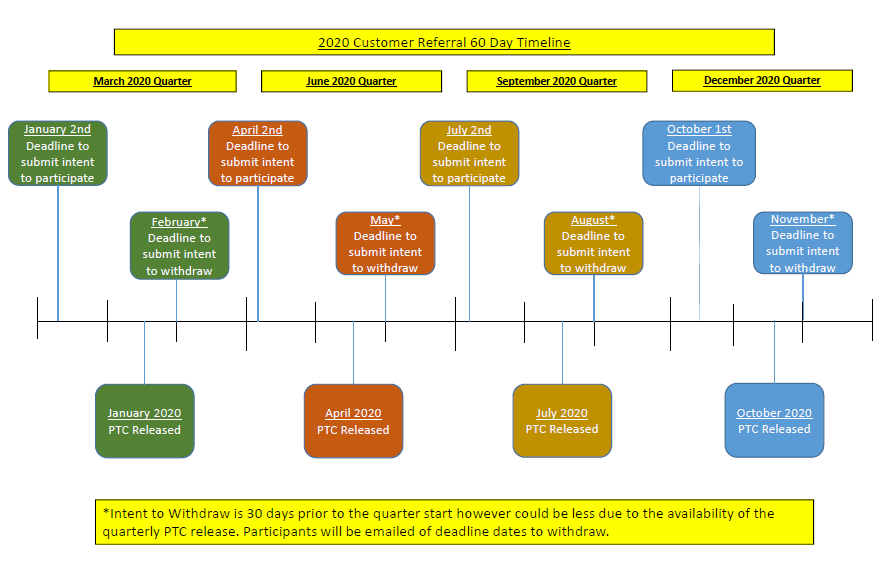 2020 Customer Referral 60 Day Timeline
March 2020 Quarter
June 2020 Quarter
September 2020 Quarter
December 2020 Quarter
January 2nd
Deadline to
submit intent
to participate
April 2nd
Deadline to
submit intent
to participate
July 2nd
Deadline to
submit intent
to participate
October 1st
Deadline to
submit intent to
participate
February*
Deadline to
submit intent
to withdraw
May*
Deadline to
submit intent
to withdraw
August*
Deadline to
submit intent
to withdraw
November*
Deadline to
submit intent
to withdraw
January 2020
PTC Released
April 2020
PTC Released
July 2020
PTC Released
October 2020
PTC Released
*Intent to Withdraw is 30 days prior to the quarter start however could be less due to the availability of the
quarterly PTC release. Participants will be emailed of deadline dates to withdraw.